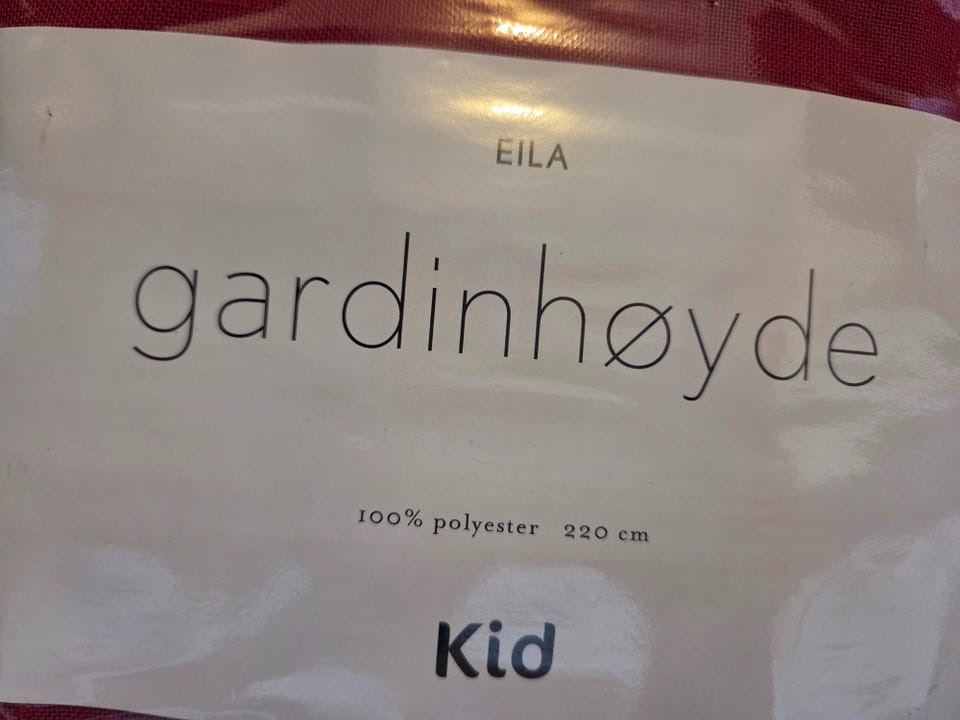 EILA
gardinhøyde
100% polyester 220 cm
Kid